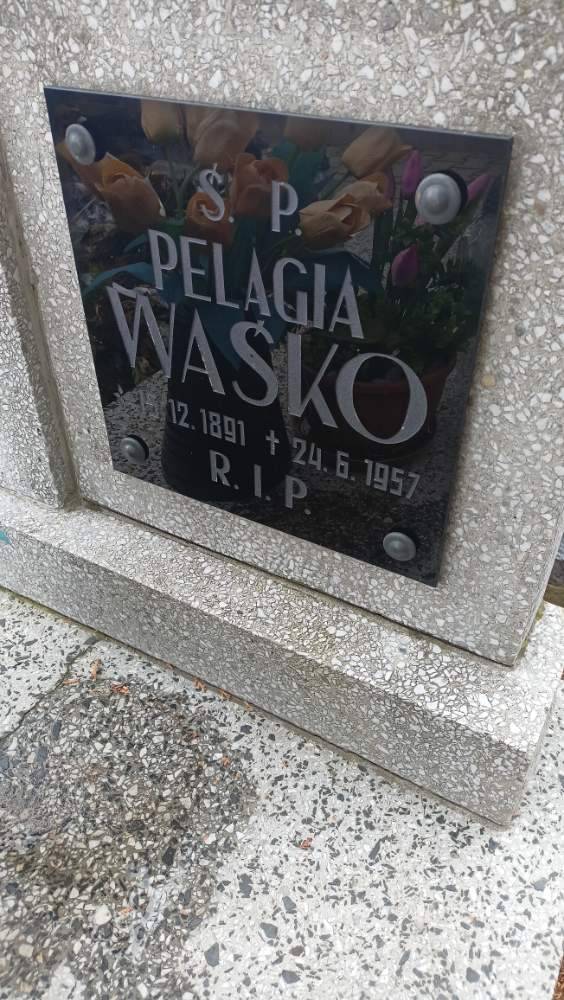 Ś. P.
PELAGIA
WAŚKO
12. 1891 ✝ 24. 6. 1957
R. I. P.